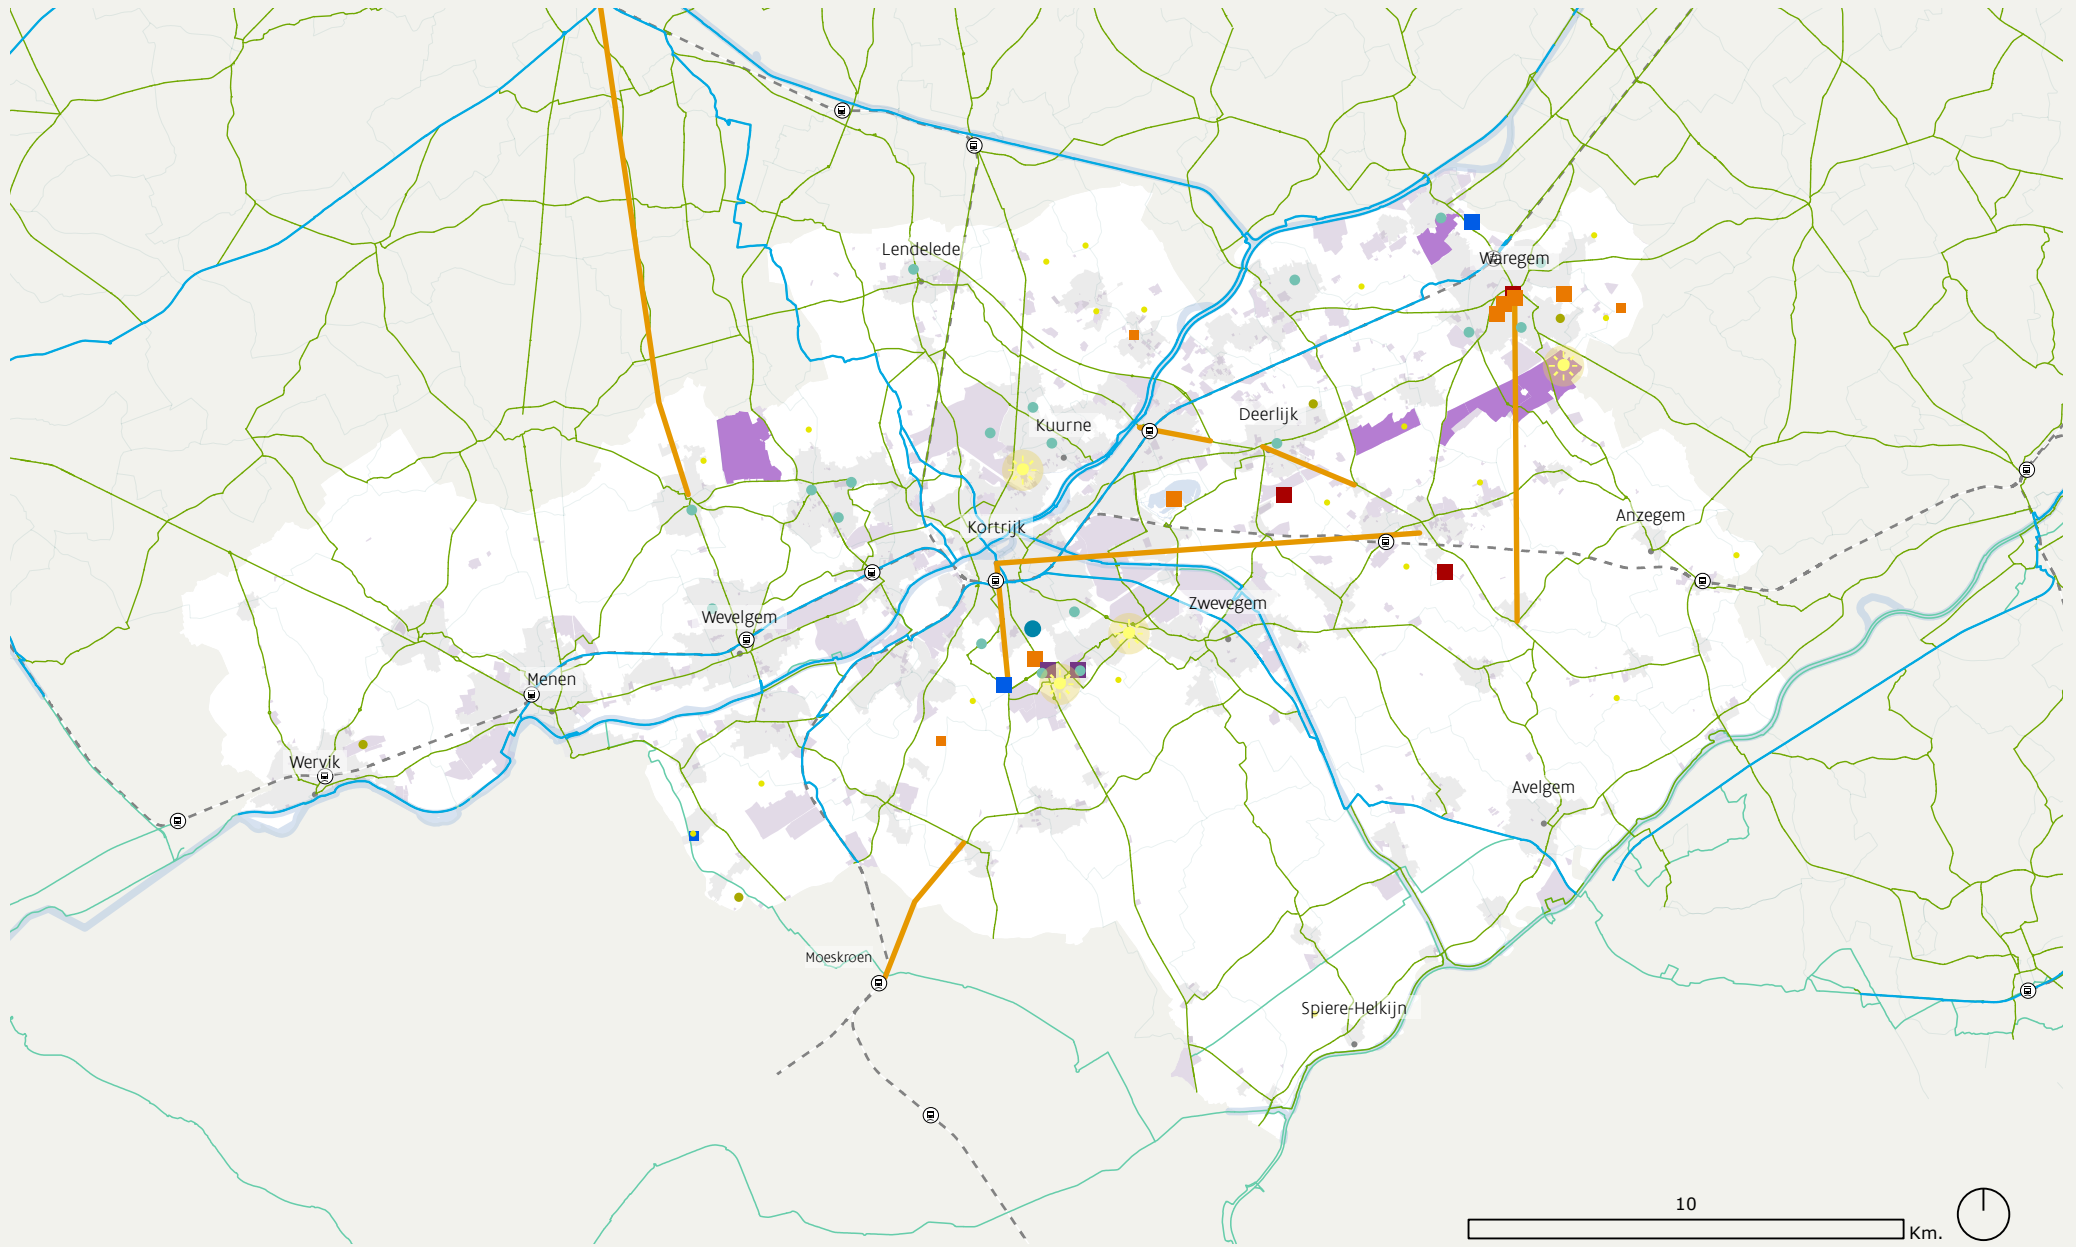 Lendelede
Waregem
Deerlijk
Kuurne
Anzegem
Kortrijk
Zwevegem
Wevelgem
Menen
Wervik
Avelgem
Moeskroen
Spiere-Helkijn
10
Km.